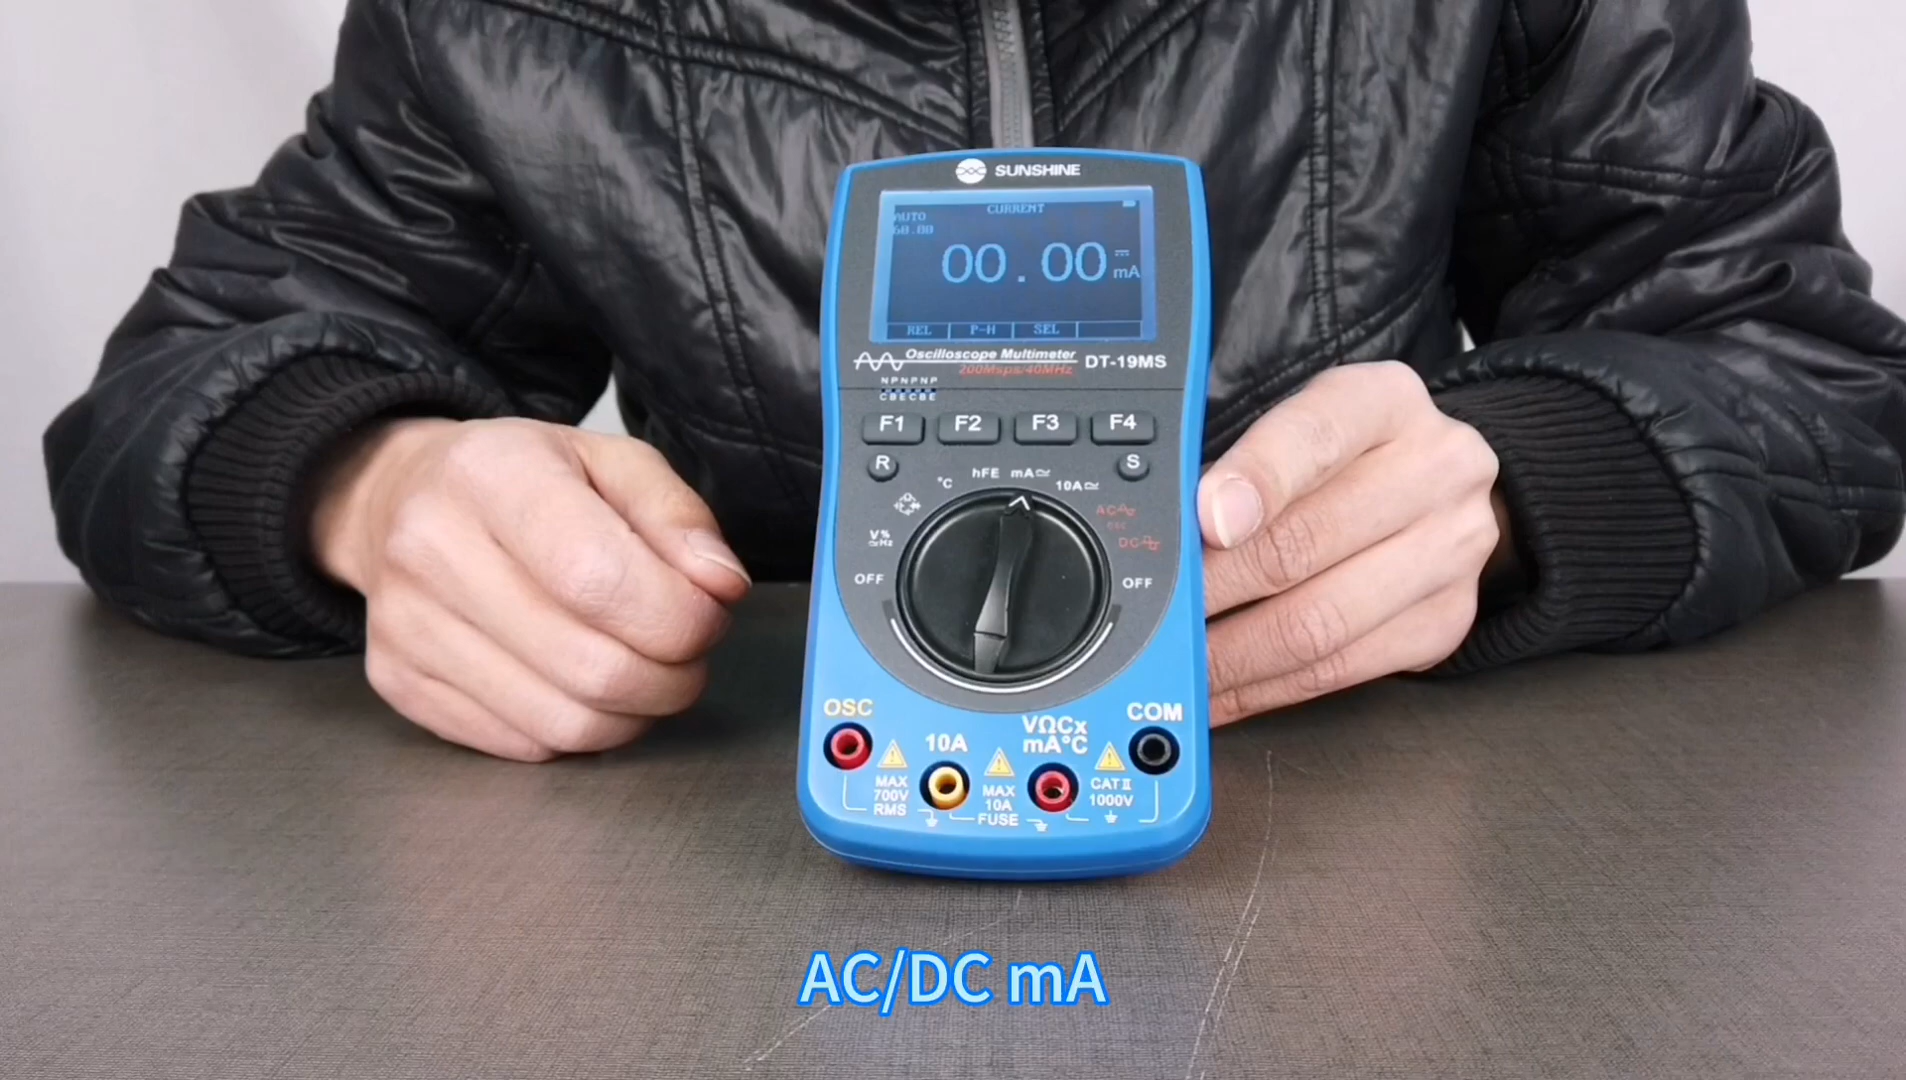 SUNSHINE
CURRENT
AUTO
60.00
00.00 mA
REL P-H SEL
Oscilloscope Multimeter
200Msps/40MHz
DT-19MS
NPNPNP
CBECBE
F1 F2 F3 F4
R S
°C hFE mA 10A
AC
DC
V%
Hz
OFF OFF
OSC 10A VΩCx COM
mA°C
MAX
700V
RMS
MAX
10A
FUSE
CAT II
1000V
AC/DC mA